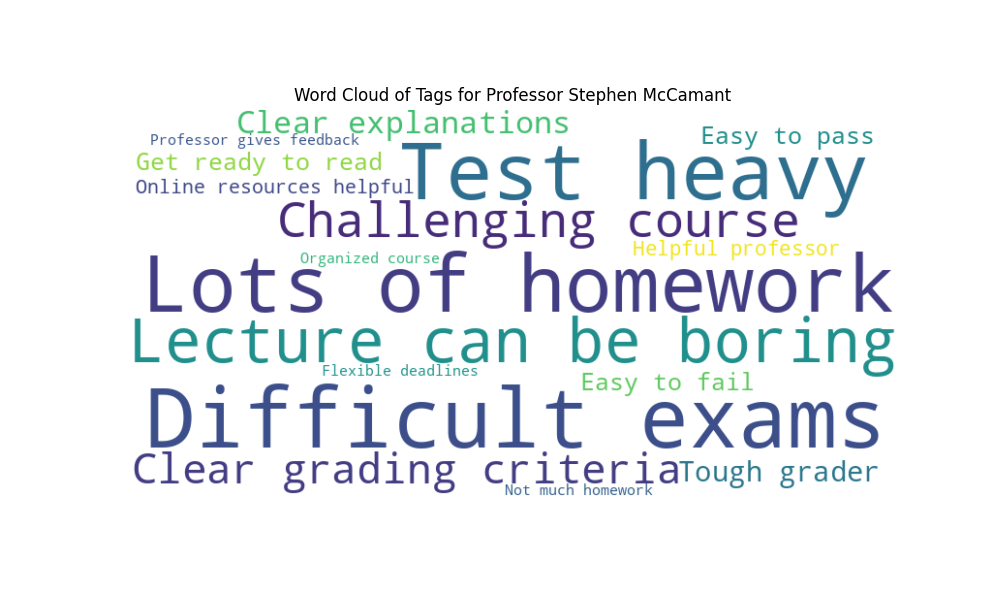 Word Cloud of Tags for Professor Stephen McCamant
Clear explanations
Easy to pass
Professor gives feedback
Test heavy
Get ready to read
Online resources helpful
Challenging course
Helpful professor
Organized course
Lots of homework
Lecture can be boring
Flexible deadlines
Easy to fail
Difficult exams
Clear grading criteria
Tough grader
Not much homework